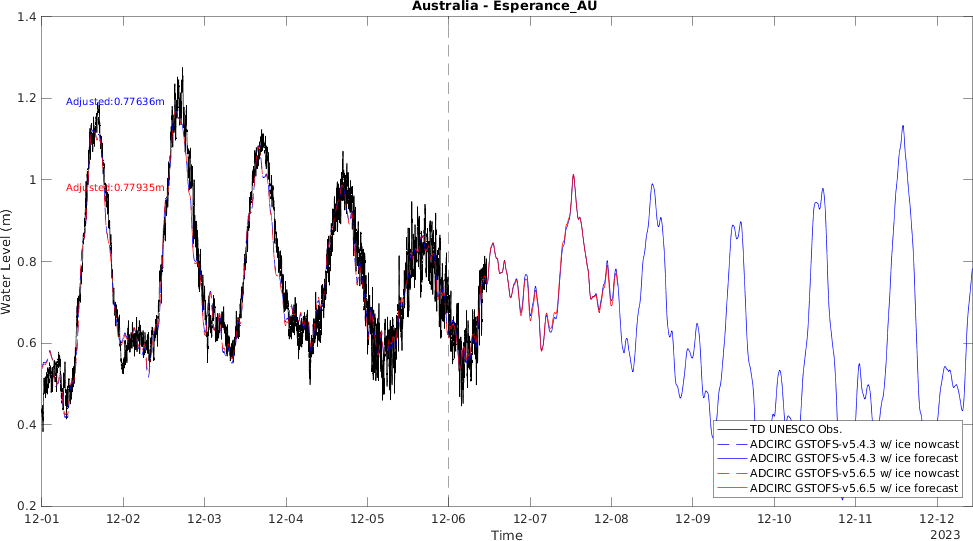 Australia - Esperance_AU
1.4
1.2
1
0.8
0.6
0.4
0.2
Water Level (m)
Adjusted:0.77636m
Adjusted:0.77935m
TD UNESCO Obs.
ADCIRC GSTOFS-v5.4.3 w/ ice nowcast
ADCIRC GSTOFS-v5.4.3 w/ ice forecast
ADCIRC GSTOFS-v5.6.5 w/ ice nowcast
ADCIRC GSTOFS-v5.6.5 w/ ice forecast
12-01 12-02 12-03 12-04 12-05 12-06 12-07 12-08 12-09 12-10 12-11 12-12
2023
Time